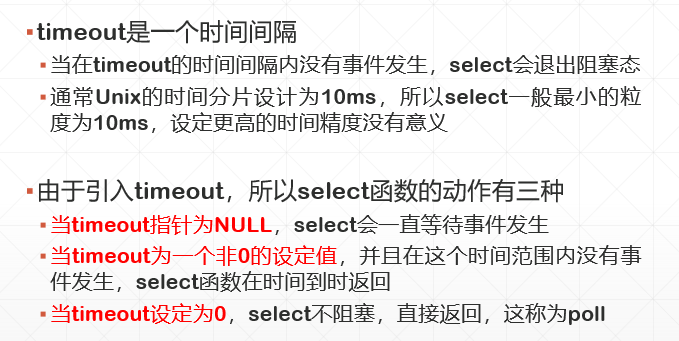 ▪timeout是一个时间间隔
▪当在timeout的时间间隔内没有事件发生，select会退出阻塞态
▪通常Unix的时间分片设计为10ms，所以select一般最小的粒
度为10ms，设定更高的时间精度没有意义
▪由于引入timeout，所以select函数的动作有三种
▪当timeout指针为NULL，select会一直等待事件发生
▪当timeout为一个非0的设定值，并且在这个时间范围内没有事
件发生，select函数在时间到时返回
▪当timeout设定为0，select不阻塞，直接返回，这称为poll